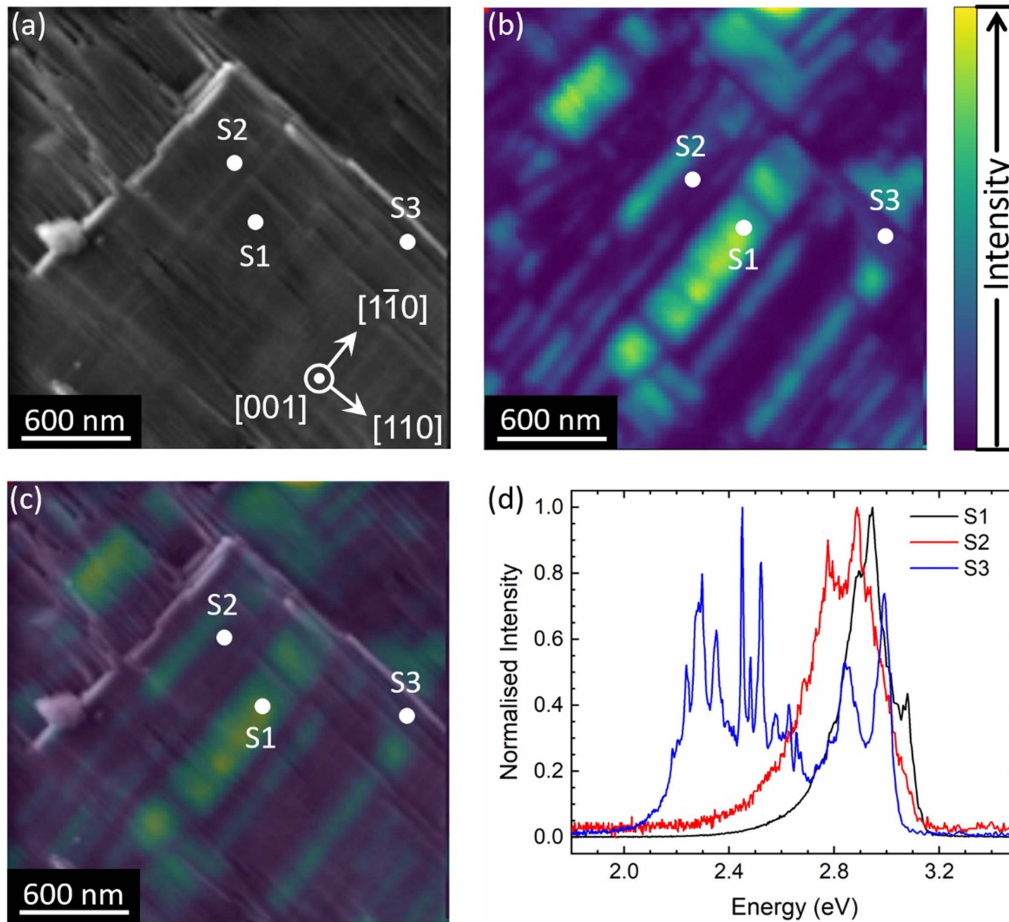 (a)
S2
S1
S3
[11̅0]
[001]
[110]
600 nm
(b)
S2
S1
S3
600 nm
Intensity
(c)
S2
S1
S3
600 nm
(d)
S1
S2
S3
1.0
0.8
0.6
0.4
0.2
0.0
Normalised Intensity
2.0 2.4 2.8 3.2
Energy (eV)